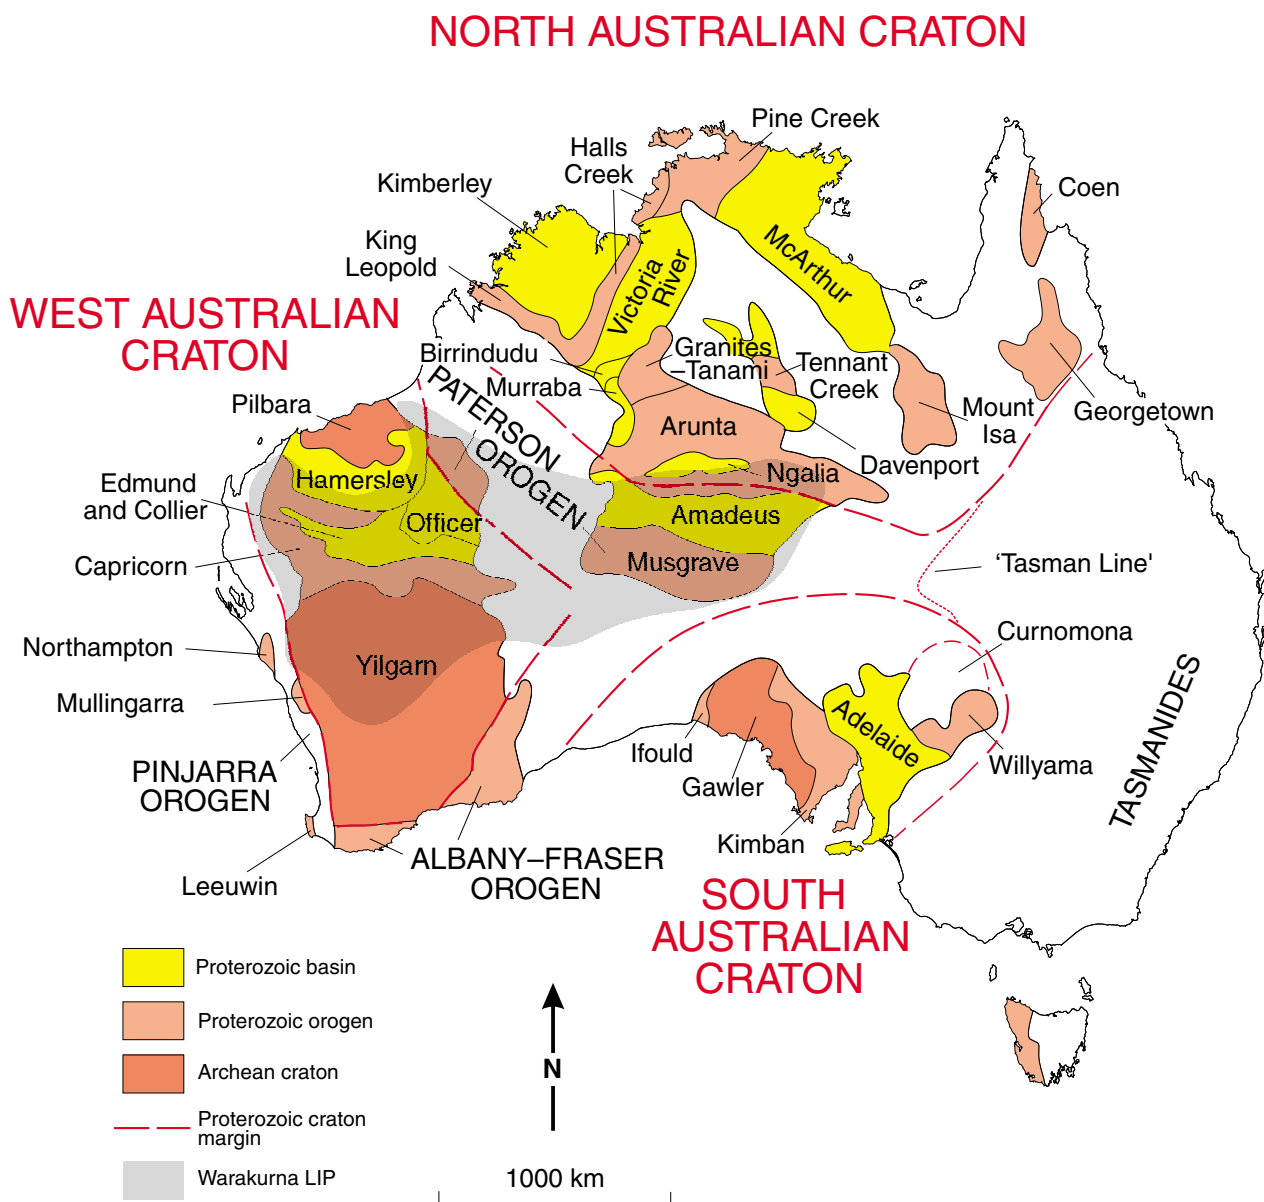 NORTH AUSTRALIAN CRATON
Pine Creek
Halls
Creek
Kimberley
Coen
King
Leopold
McArthur
Victoria
River
WEST AUSTRALIAN
CRATON
Birrindudu
Granites
–Tanami
Tennant
Creek
Murraba
PATERSON
OROGEN
Pilbara
Mount
Isa
Georgetown
Arunta
Davenport
Ngalia
Hamersley
Edmund
and Collier
Officer
Amadeus
Capricorn
Musgrave
'Tasman Line'
Curnomona
Northampton
Yilgarn
Mullingarra
TASMANIDES
Adelaide
Ifould
Willyama
Gawler
PINJARRA
OROGEN
Kimban
ALBANY–FRASER
OROGEN
Leeuwin
SOUTH
AUSTRALIAN
CRATON
Proterozoic basin
Proterozoic orogen
Archean craton
Proterozoic craton
margin
Warakurna LIP
N
1000 km